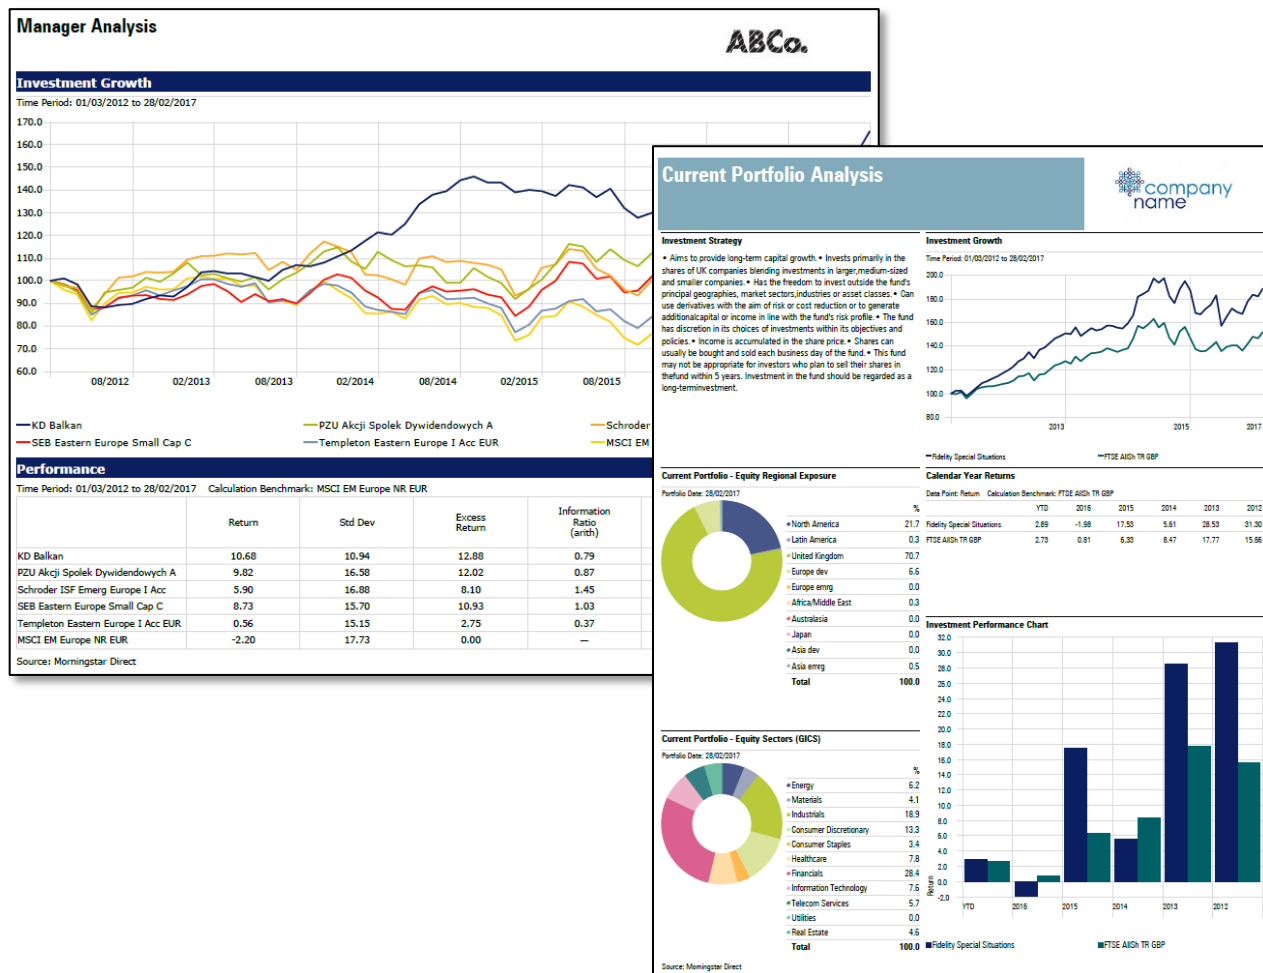 Manager Analysis
ABCo.
Investment Growth
Time Period: 01/03/2012 to 28/02/2017
170.0
160.0
150.0
140.0
130.0
120.0
110.0
100.0
90.0
80.0
70.0
60.0
08/2012 02/2013 08/2013 02/2014 08/2014 02/2015 08/2015
KD Balkan PZU Akcji Spolek Dywidendowych A Schroder
SEB Eastern Europe Small Cap C Templeton Eastern Europe I Acc EUR MSCI EM
Performance
Time Period: 01/03/2012 to 28/02/2017 Calculation Benchmark: MSCI EM Europe NR EUR
Return Std Dev Excess Return Information Ratio (arith)
KD Balkan 10.68 10.94 12.88 0.79
PZU Akcji Spolek Dywidendowych A 9.82 16.58 12.02 0.87
Schroder ISF Emerg Europe I Acc 5.90 16.88 8.10 1.45
SEB Eastern Europe Small Cap C 8.73 15.70 10.93 1.03
Templeton Eastern Europe I Acc EUR 0.56 15.15 2.75 0.37
MSCI EM Europe NR EUR -2.20 17.73 0.00 —
Source: Morningstar Direct
Current Portfolio Analysis
company
name
Investment Strategy
• Aims to provide long-term capital growth. • Invests primarily in the
shares of UK companies blending investments in larger,medium-sized
and smaller companies. • Has the freedom to invest outside the fund's
principal geographies, market sectors,industries or asset classes. • Can
use derivatives with the aim of risk or cost reduction or to generate
additionalcapital or income in line with the fund's risk profile. • The fund
has discretion in its choices of investments within its objectives and
policies. • Income is accumulated in the share price. • Shares can
usually be bought and sold each business day of the fund. • This fund
may not be appropriate for investors who plan to sell their shares in
thefund within 5 years. Investment in the fund should be regarded as a
long-terminvestment.
Investment Growth
Time Period: 01/03/2012 to 28/02/2017
200.0
180.0
160.0
140.0
120.0
100.0
80.0
2013 2015 2017
Fidelity Special Situations FTSE AllSh TR GBP
Current Portfolio - Equity Regional Exposure
Portfolio Date: 28/02/2017
%
North America 21.7
Latin America 0.3
United Kingdom 70.7
Europe dev 6.6
Europe emrg 0.0
Africa/Middle East 0.3
Australasia 0.0
Japan 0.0
Asia dev 0.0
Asia emrg 0.5
Total 100.0
Calendar Year Returns
Data Point: Return Calculation Benchmark: FTSE AllSh TR GBP
YTD 2016 2015 2014 2013 2012
Fidelity Special Situations 2.89 -1.98 17.53 5.61 28.53 31.30
FTSE AllSh TR GBP 2.73 0.81 6.33 8.47 17.77 15.66
Current Portfolio - Equity Sectors (GICS)
Portfolio Date: 28/02/2017
%
Energy 6.2
Materials 4.1
Industrials 18.9
Consumer Discretionary 13.3
Consumer Staples 3.4
Healthcare 7.8
Financials 28.4
Information Technology 7.6
Telecom Services 5.7
Utilities 0.0
Real Estate 4.6
Total 100.0
Source: Morningstar Direct
Investment Performance Chart
32.0
30.0
28.0
26.0
24.0
22.0
20.0
18.0
16.0
14.0
12.0
10.0
8.0
6.0
4.0
2.0
0.0
-2.0
Return
YTD 2016 2015 2014 2013 2012
Fidelity Special Situations FTSE AllSh TR GBP